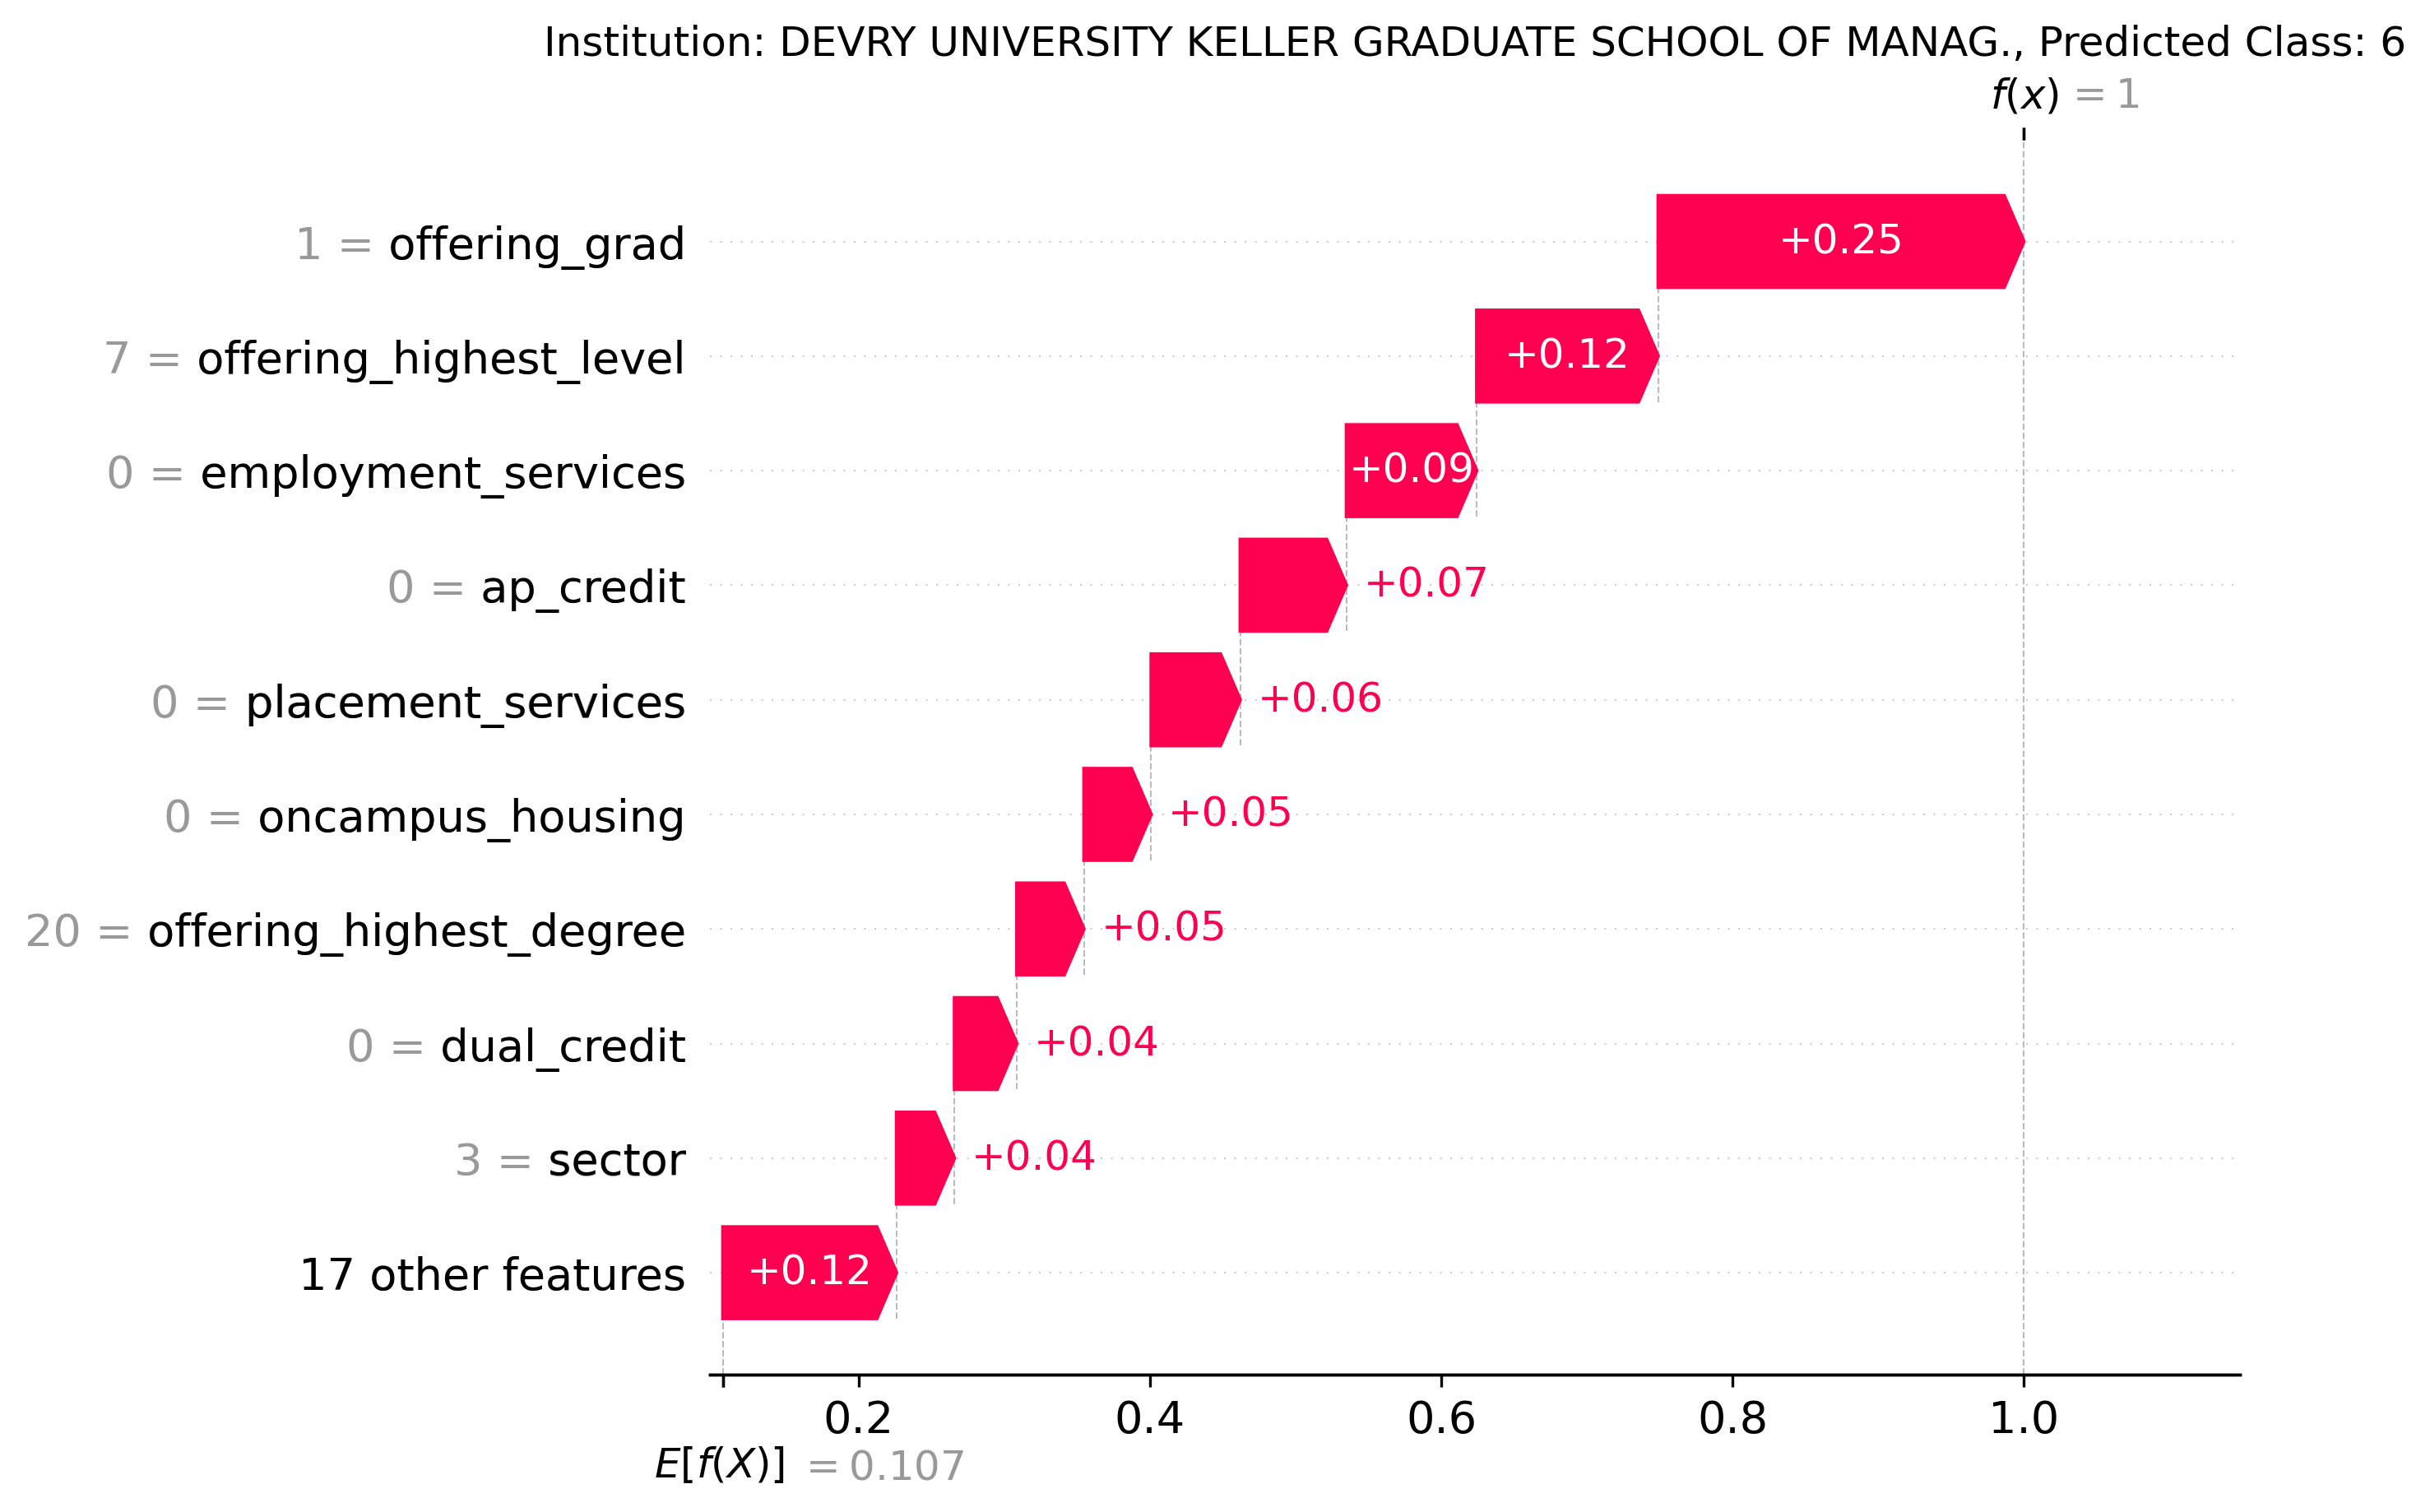 Institution: DEVRY UNIVERSITY KELLER GRADUATE SCHOOL OF MANAG., Predicted Class: 6
f(x) = 1
1 = offering_grad +0.25
7 = offering_highest_level +0.12
0 = employment_services +0.09
0 = ap_credit +0.07
0 = placement_services +0.06
0 = oncampus_housing +0.05
20 = offering_highest_degree +0.05
0 = dual_credit +0.04
3 = sector +0.04
17 other features +0.12
0.2 0.4 0.6 0.8 1.0
E[f(X)] = 0.107